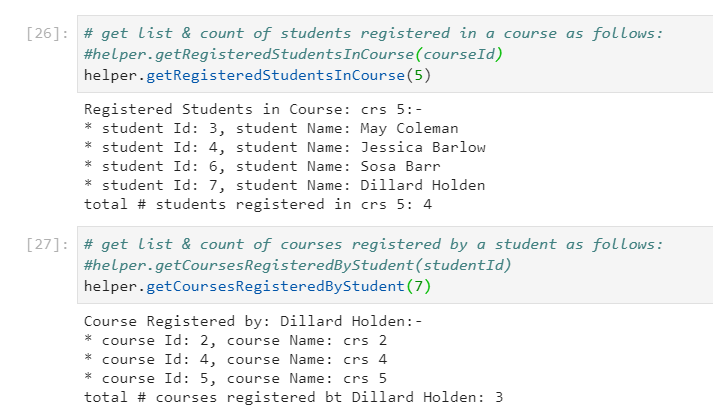 [26]: # get list & count of students registered in a course as follows:
#helper.getRegisteredStudentsInCourse(courseId)
helper.getRegisteredStudentsInCourse(5)
Registered Students in Course: crs 5:-
* student Id: 3, student Name: May Coleman
* student Id: 4, student Name: Jessica Barlow
* student Id: 6, student Name: Sosa Barr
* student Id: 7, student Name: Dillard Holden
total # students registered in crs 5: 4
[27]: # get list & count of courses registered by a student as follows:
#helper.getCoursesRegisteredByStudent(studentId)
helper.getCoursesRegisteredByStudent(7)
Course Registered by: Dillard Holden:-
* course Id: 2, course Name: crs 2
* course Id: 4, course Name: crs 4
* course Id: 5, course Name: crs 5
total # courses registered bt Dillard Holden: 3